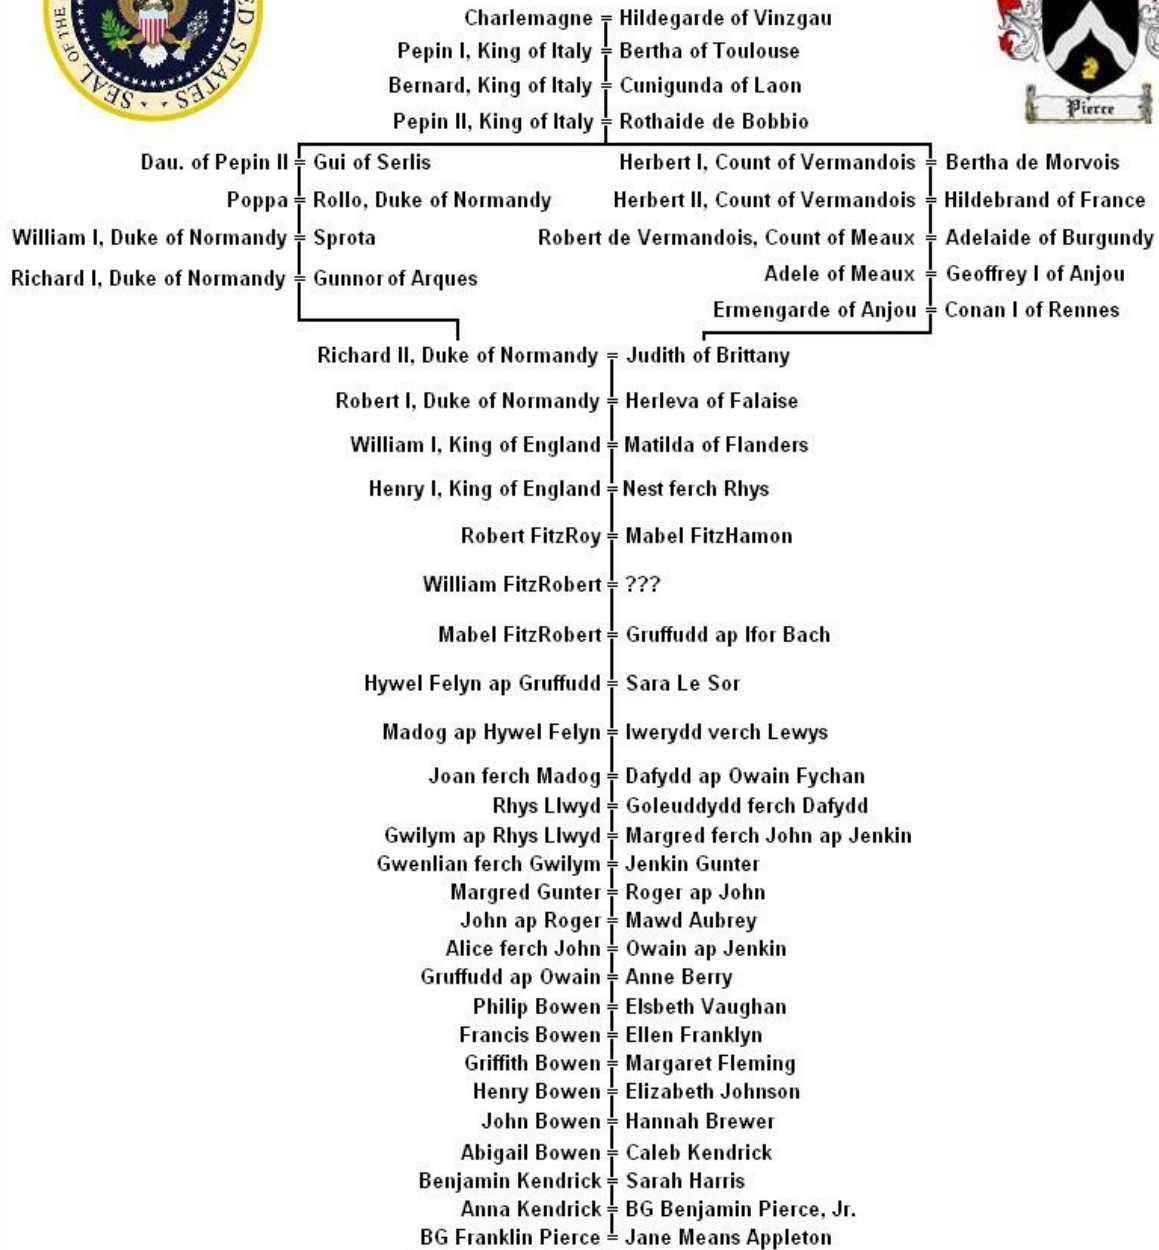 SEAL OF THE
ED STATES
Pierce
Charlemagne = Hildegarde of Vinzgau
Pepin I, King of Italy = Bertha of Toulouse
Bernard, King of Italy = Cunigunda of Laon
Pepin II, King of Italy = Rothaide de Bobbio
Dau. of Pepin II = Gui of Serlis
Herbert I, Count of Vermandois = Bertha de Morvois
Poppa = Rollo, Duke of Normandy
Herbert II, Count of Vermandois = Hildebrand of France
William I, Duke of Normandy = Sprota
Robert de Vermandois, Count of Meaux = Adelaide of Burgundy
Richard I, Duke of Normandy = Gunnor of Arques
Adele of Meaux = Geoffrey I of Anjou
Ermengarde of Anjou = Conan I of Rennes
Richard II, Duke of Normandy = Judith of Brittany
Robert I, Duke of Normandy = Herleva of Falaise
William I, King of England = Matilda of Flanders
Henry I, King of England = Nest ferch Rhys
Robert FitzRoy = Mabel FitzHamon
William FitzRobert = ???
Mabel FitzRobert = Gruffudd ap Ifor Bach
Hywel Felyn ap Gruffudd = Sara Le Sor
Madog ap Hywel Felyn = Iwerydd verch Lewys
Joan ferch Madog = Dafydd ap Owain Fychan
Rhys Llwyd = Goleuddydd ferch Dafydd
Gwilym ap Rhys Llwyd = Margred ferch John ap Jenkin
Gwenlian ferch Gwilym = Jenkin Gunter
Margred Gunter = Roger ap John
John ap Roger = Mawd Aubrey
Alice ferch John = Owain ap Jenkin
Gruffudd ap Owain = Anne Berry
Philip Bowen = Elsbeth Vaughan
Francis Bowen = Ellen Franklyn
Griffith Bowen = Margaret Fleming
Henry Bowen = Elizabeth Johnson
John Bowen = Hannah Brewer
Abigail Bowen = Caleb Kendrick
Benjamin Kendrick = Sarah Harris
Anna Kendrick = BG Benjamin Pierce, Jr.
BG Franklin Pierce = Jane Means Appleton